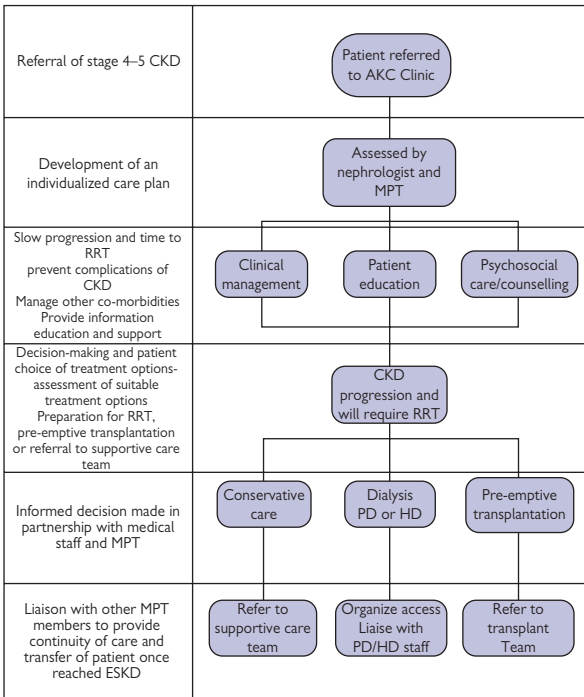 Referral of stage 4–5 CKD
Patient referred
to AKC Clinic
Development of an
individualized care plan
Assessed by
nephrologist and
MPT
Slow progression and time to
RRT
prevent complications of
CKD
Manage other co-morbidities
Provide information
education and support
Clinical
management
Patient
education
Psychosocial
care/counselling
Decision-making and patient
choice of treatment options-
assessment of suitable
treatment options
Preparation for RRT,
pre-emptive transplantation
or referral to supportive care
team
CKD
progression and
will require RRT
Informed decision made in
partnership with medical
staff and MPT
Conservative
care
Dialysis
PD or HD
Pre-emptive
transplantation
Liaison with other MPT
members to provide
continuity of care and
transfer of patient once
reached ESKD
Refer to
supportive care
team
Organize access
Liaise with
PD/HD staff
Refer to
transplant
Team